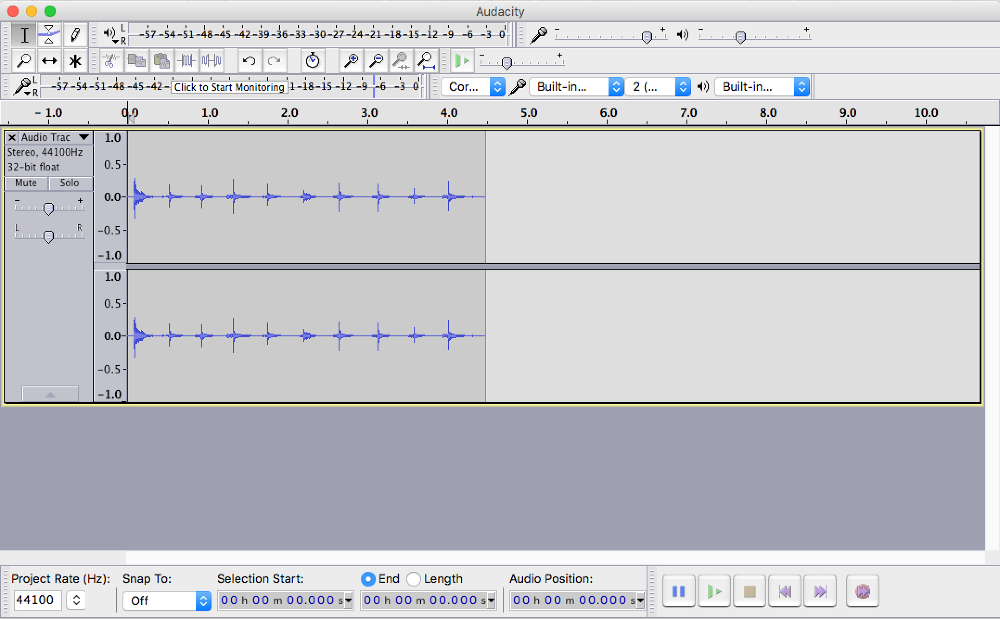 Audacity
L
R
-57 -54 -51 -48 -45 -42 -39 -36 -33 -30 -27 -24 -21 -18 -15 -12 -9 -6 -3 0
- +
- +
- +
L
R
-57 -54 -51 -48 -45 -42 - Click to Start Monitoring 1 -18 -15 -12 -9 -6 -3 0
Cor... Built-in... 2 (... Built-in...
- 1.0 0.0 1.0 2.0 3.0 4.0 5.0 6.0 7.0 8.0 9.0 10.0
Audio Trac
Stereo, 44100Hz
32-bit float
Mute Solo
- +
L R
1.0
0.5
0.0
-0.5
-1.0
1.0
0.5
0.0
-0.5
-1.0
Project Rate (Hz): Snap To: Selection Start: End Length Audio Position:
44100 Off 00 h 00 m 00.000 s 00 h 00 m 00.000 s 00 h 00 m 00.000 s